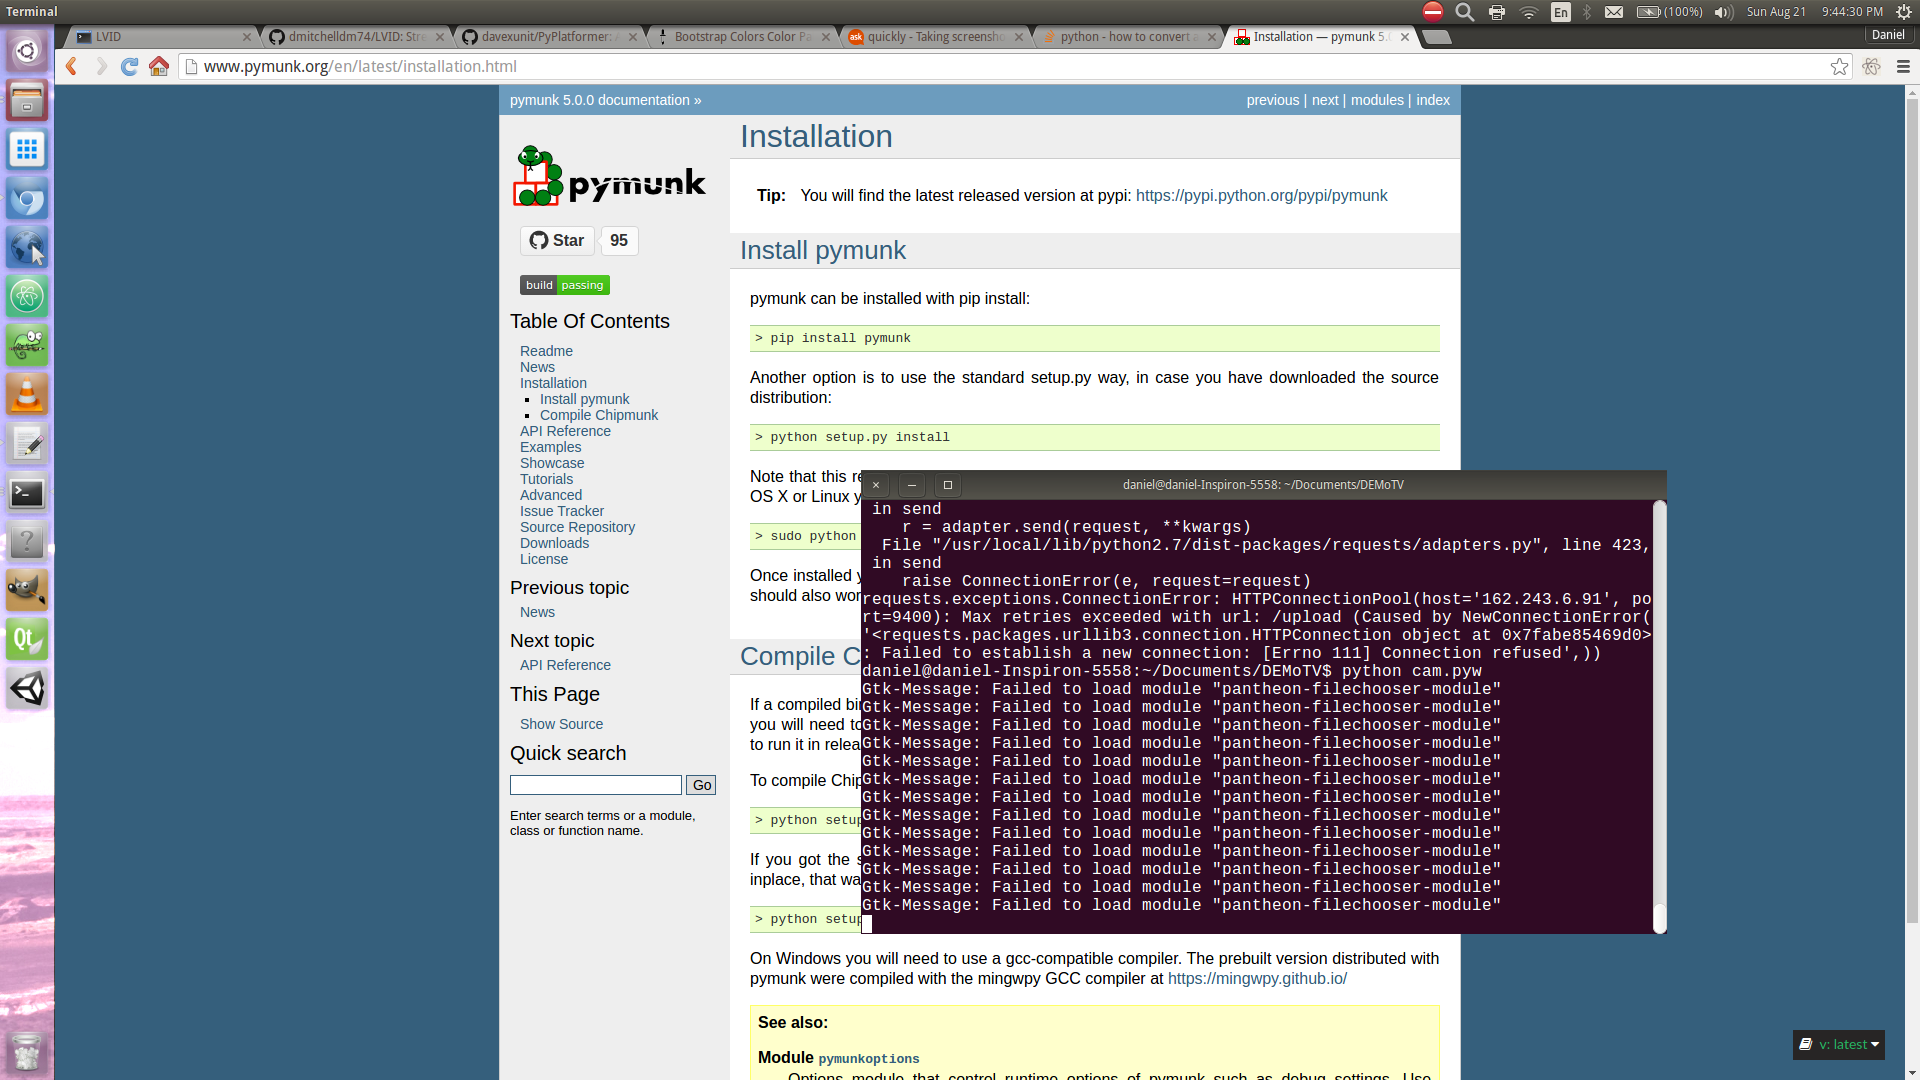 Terminal
En
(100%)
Sun Aug 21
9:44:30 PM
LVID
dmitchelldm74/LVID: Stre
davexunit/PyPlatformer: A
Bootstrap Colors Color Pa
ask
quickly - Taking screensho
python - how to convert a
Installation — pymunk 5.0
Daniel
www.pymunk.org/en/latest/installation.html
pymunk 5.0.0 documentation »
previous | next | modules | index
pymunk
Star
95
build passing
Table Of Contents
Readme
News
Installation
Install pymunk
Compile Chipmunk
API Reference
Examples
Showcase
Tutorials
Advanced
Issue Tracker
Source Repository
Downloads
License
Previous topic
News
Next topic
API Reference
This Page
Show Source
Quick search
Go
Enter search terms or a module,
class or function name.
Qt
Installation
Tip: You will find the latest released version at pypi: https://pypi.python.org/pypi/pymunk
Install pymunk
pymunk can be installed with pip install:
> pip install pymunk
Another option is to use the standard setup.py way, in case you have downloaded the source
distribution:
> python setup.py install
Note that this re
OS X or Linux y
> sudo python
Once installed y
should also wor
Compile C
If a compiled bin
you will need to
to run it in relea
To compile Chip
> python setup
If you got the s
inplace, that wa
> python setup
On Windows you will need to use a gcc-compatible compiler. The prebuilt version distributed with
pymunk were compiled with the mingwpy GCC compiler at https://mingwpy.github.io/
See also:
Module pymunkoptions
Options module that control runtime options of pymunk such as debug settings. Use
daniel@daniel-Inspiron-5558: ~/Documents/DEMoTV
in send
r = adapter.send(request, **kwargs)
File "/usr/local/lib/python2.7/dist-packages/requests/adapters.py", line 423,
in send
raise ConnectionError(e, request=request)
requests.exceptions.ConnectionError: HTTPConnectionPool(host='162.243.6.91', po
rt=9400): Max retries exceeded with url: /upload (Caused by NewConnectionError(
'<requests.packages.urllib3.connection.HTTPConnection object at 0x7fabe85469d0>
: Failed to establish a new connection: [Errno 111] Connection refused',))
daniel@daniel-Inspiron-5558:~/Documents/DEMoTV$ python cam.pyw
Gtk-Message: Failed to load module "pantheon-filechooser-module"
Gtk-Message: Failed to load module "pantheon-filechooser-module"
Gtk-Message: Failed to load module "pantheon-filechooser-module"
Gtk-Message: Failed to load module "pantheon-filechooser-module"
Gtk-Message: Failed to load module "pantheon-filechooser-module"
Gtk-Message: Failed to load module "pantheon-filechooser-module"
Gtk-Message: Failed to load module "pantheon-filechooser-module"
Gtk-Message: Failed to load module "pantheon-filechooser-module"
Gtk-Message: Failed to load module "pantheon-filechooser-module"
Gtk-Message: Failed to load module "pantheon-filechooser-module"
Gtk-Message: Failed to load module "pantheon-filechooser-module"
Gtk-Message: Failed to load module "pantheon-filechooser-module"
Gtk-Message: Failed to load module "pantheon-filechooser-module"
v: latest